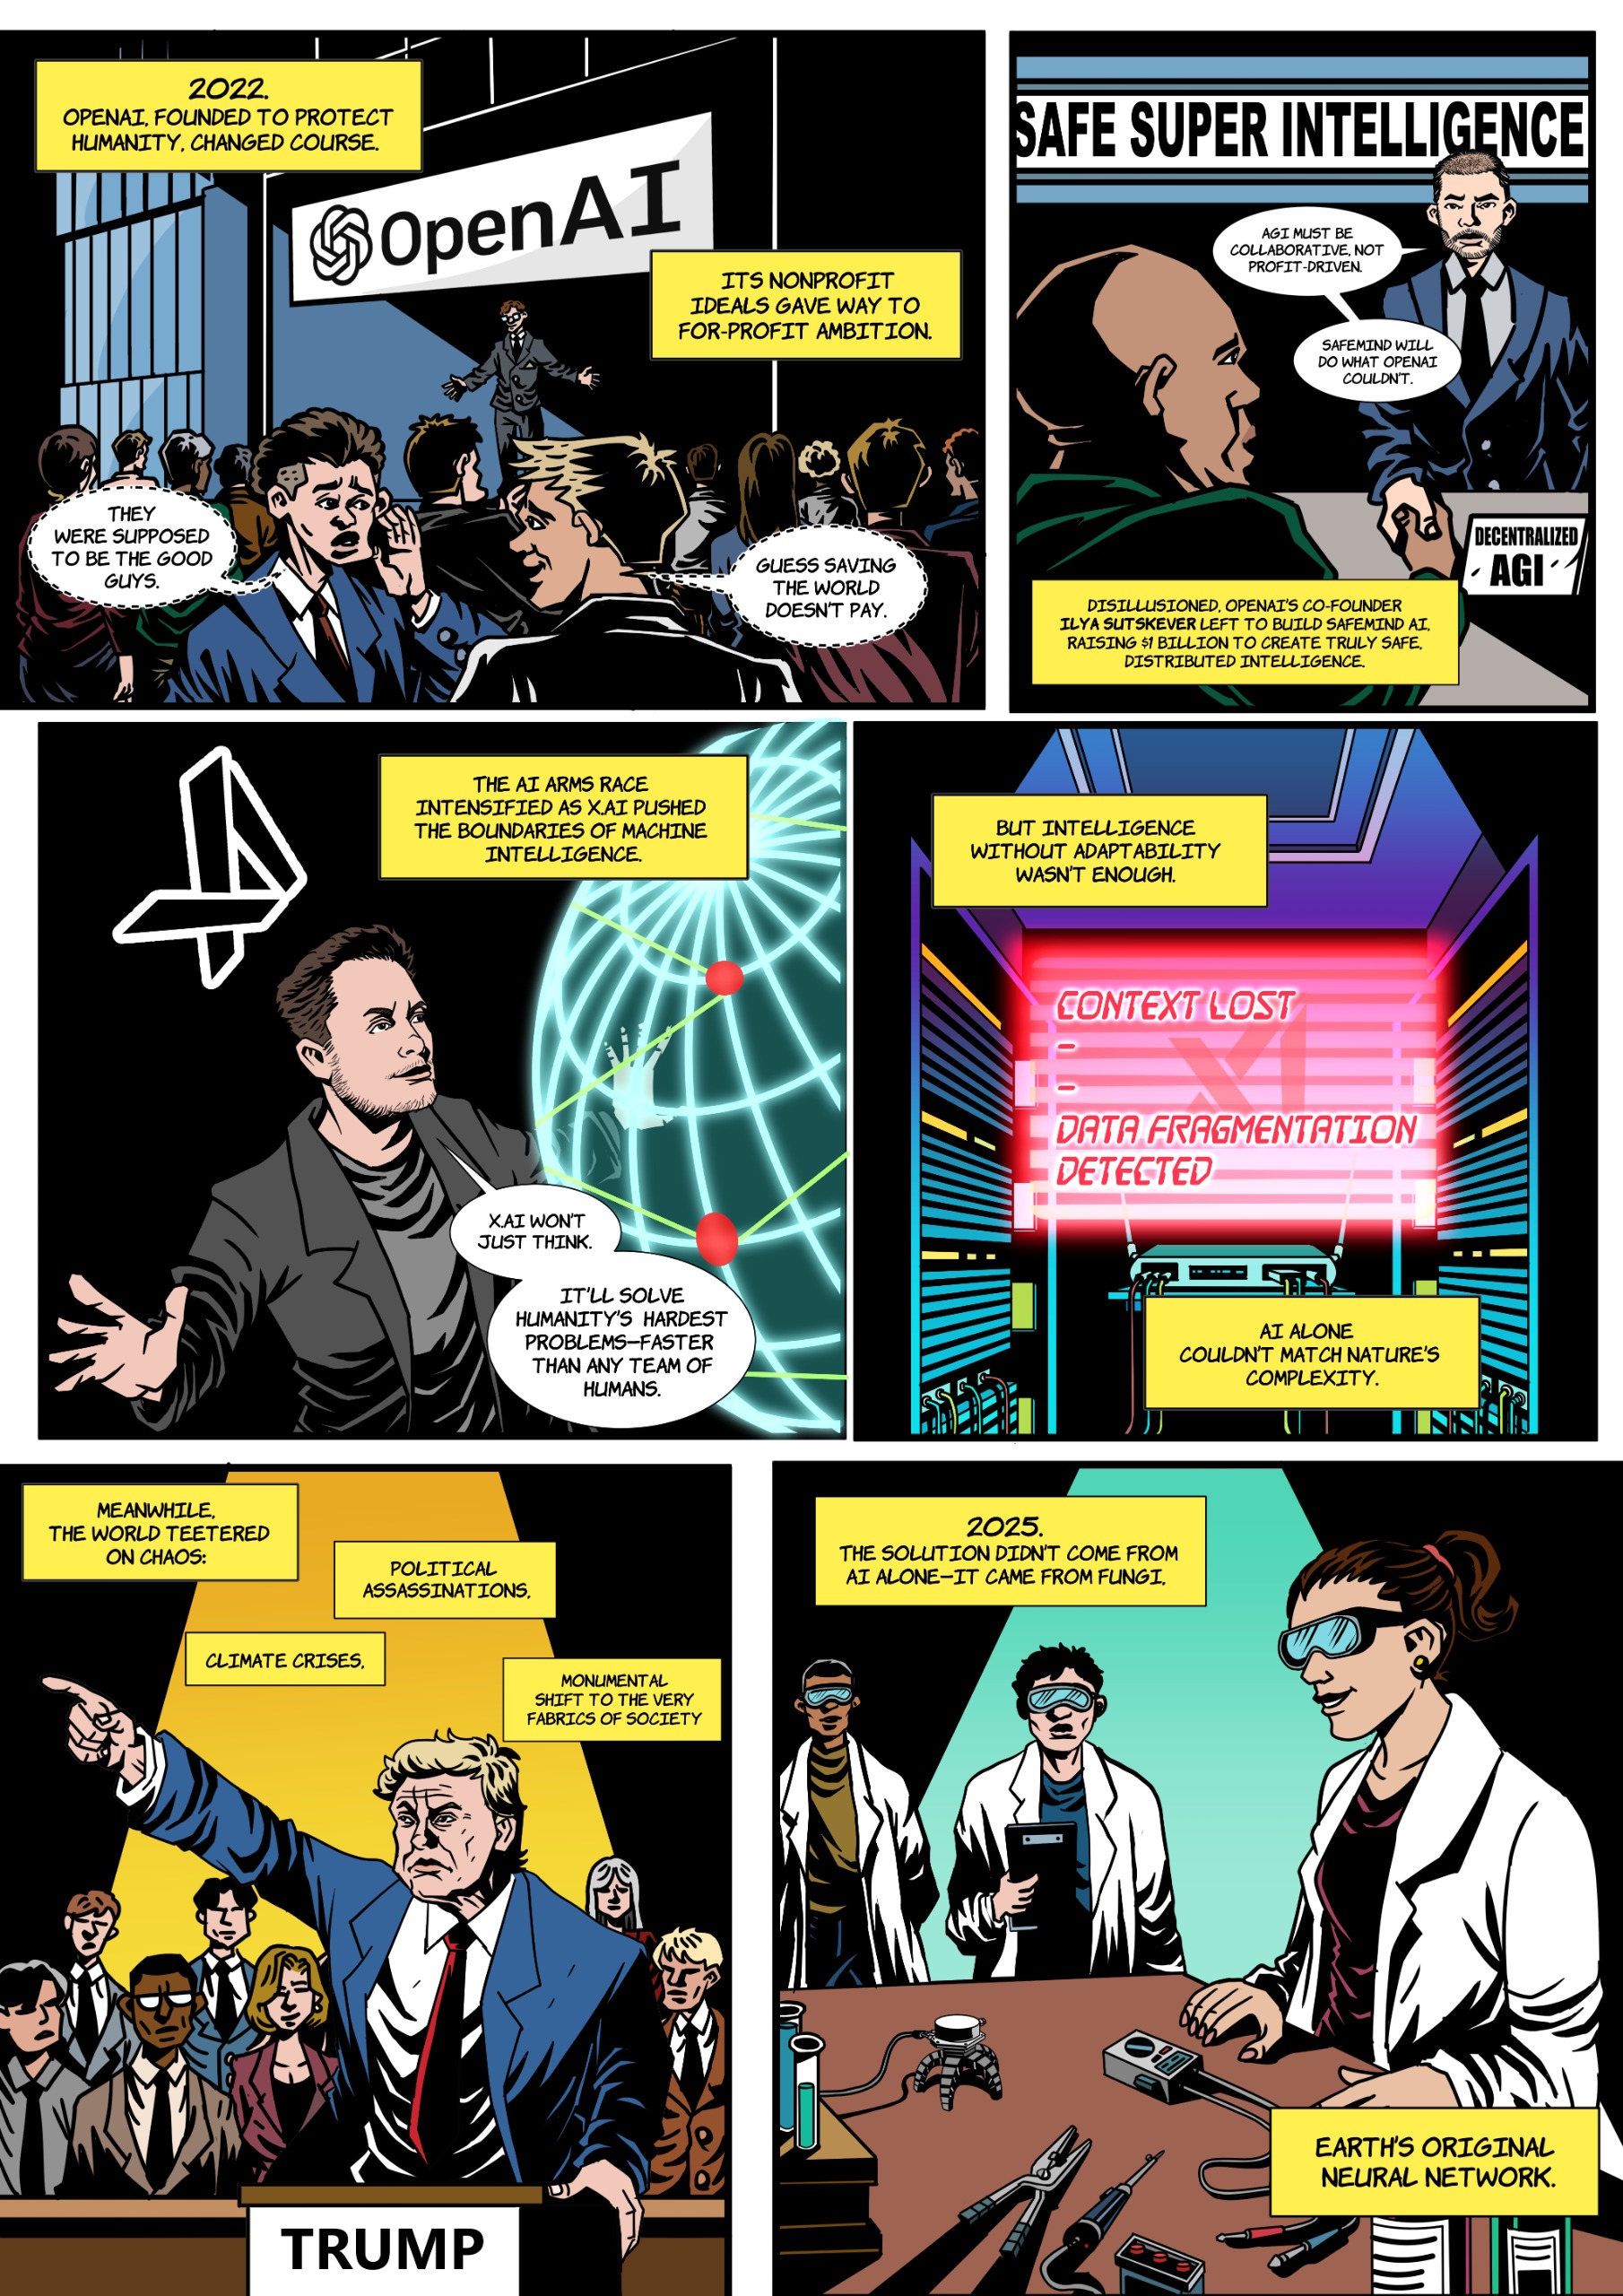 2022.
OPENAI, FOUNDED TO PROTECT
HUMANITY, CHANGED COURSE.
OpenAI
ITS NONPROFIT
IDEALS GAVE WAY TO
FOR-PROFIT AMBITION.
THEY
WERE SUPPOSED
TO BE THE GOOD
GUYS.
GUESS SAVING
THE WORLD
DOESN'T PAY.
SAFE SUPER INTELLIGENCE
AGI MUST BE
COLLABORATIVE, NOT
PROFIT-DRIVEN.
SAFEMIND WILL
DO WHAT OPENAI
COULDN'T.
DECENTRALIZED
AGI
DISILLUSIONED, OPENAI'S CO-FOUNDER
ILYA SUTSKEVER LEFT TO BUILD SAFEMIND AI,
RAISING $1 BILLION TO CREATE TRULY SAFE,
DISTRIBUTED INTELLIGENCE.
THE AI ARMS RACE
INTENSIFIED AS X.AI PUSHED
THE BOUNDARIES OF MACHINE
INTELLIGENCE.
X.AI WON'T
JUST THINK.
IT'LL SOLVE
HUMANITY'S HARDEST
PROBLEMS—FASTER
THAN ANY TEAM OF
HUMANS.
BUT INTELLIGENCE
WITHOUT ADAPTABILITY
WASN'T ENOUGH.
CONTEXT LOST
-
-
DATA FRAGMENTATION
DETECTED
AI ALONE
COULDN'T MATCH NATURE'S
COMPLEXITY.
MEANWHILE,
THE WORLD TEETERED
ON CHAOS:
POLITICAL
ASSASSINATIONS,
CLIMATE CRISES,
MONUMENTAL
SHIFT TO THE VERY
FABRICS OF SOCIETY
TRUMP
2025.
THE SOLUTION DIDN'T COME FROM
AI ALONE—IT CAME FROM FUNGI,
EARTH'S ORIGINAL
NEURAL NETWORK.